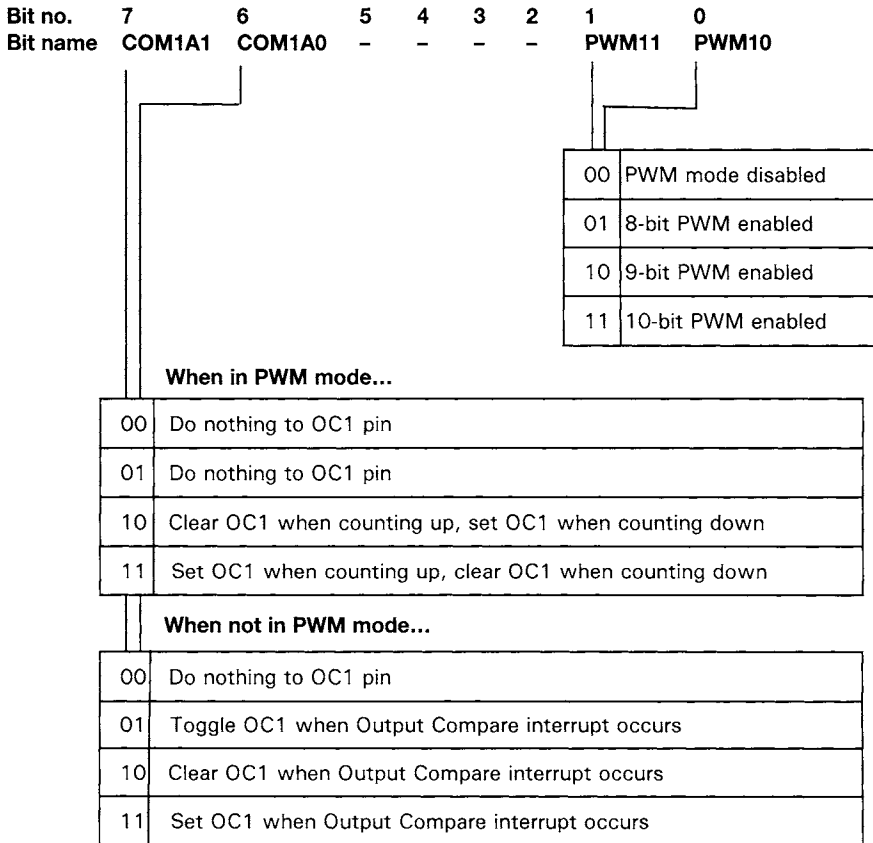 Bit no. 7 6 5 4 3 2 1 0
Bit name COM1A1 COM1A0 – – – – PWM11 PWM10
00 PWM mode disabled
01 8-bit PWM enabled
10 9-bit PWM enabled
11 10-bit PWM enabled
When in PWM mode...
00 Do nothing to OC1 pin
01 Do nothing to OC1 pin
10 Clear OC1 when counting up, set OC1 when counting down
11 Set OC1 when counting up, clear OC1 when counting down
When not in PWM mode...
00 Do nothing to OC1 pin
01 Toggle OC1 when Output Compare interrupt occurs
10 Clear OC1 when Output Compare interrupt occurs
11 Set OC1 when Output Compare interrupt occurs